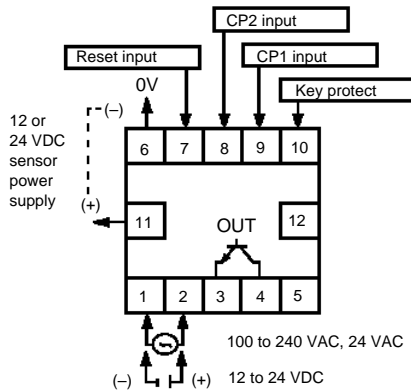 CP2 input
Reset input
CP1 input
0V
Key protect
12 or
24 VDC
sensor
power
supply
(–)
(+)
6 7 8 9 10
11
12
OUT
1 2 3 4 5
100 to 240 VAC, 24 VAC
(–) (+) 12 to 24 VDC